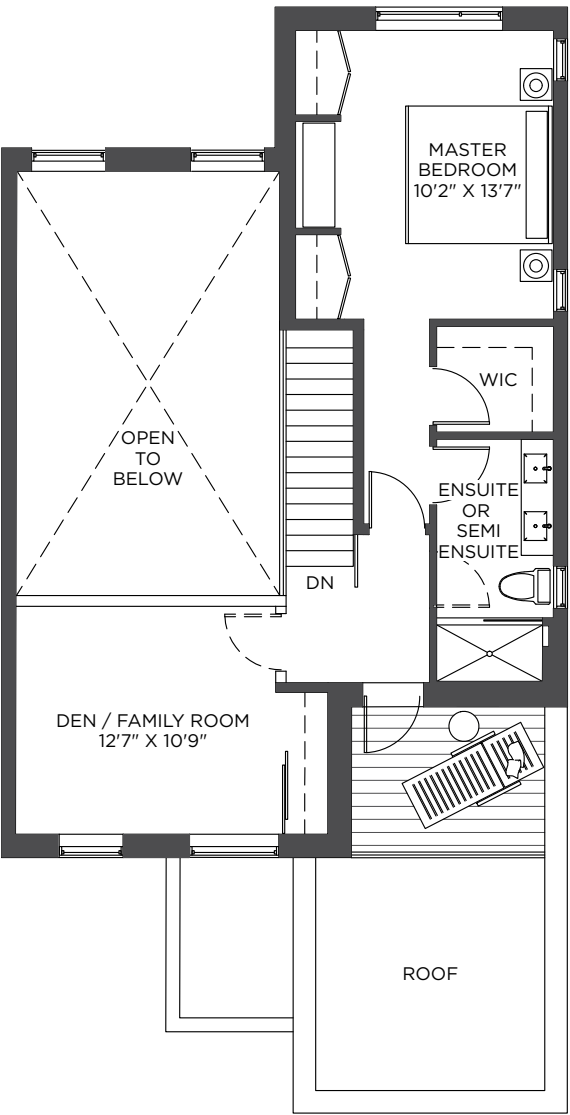 MASTER
BEDROOM
10'2" X 13'7"
WIC
OPEN
TO
BELOW
ENSUITE
OR
SEMI
ENSUITE
DN
DEN / FAMILY ROOM
12'7" X 10'9"
ROOF